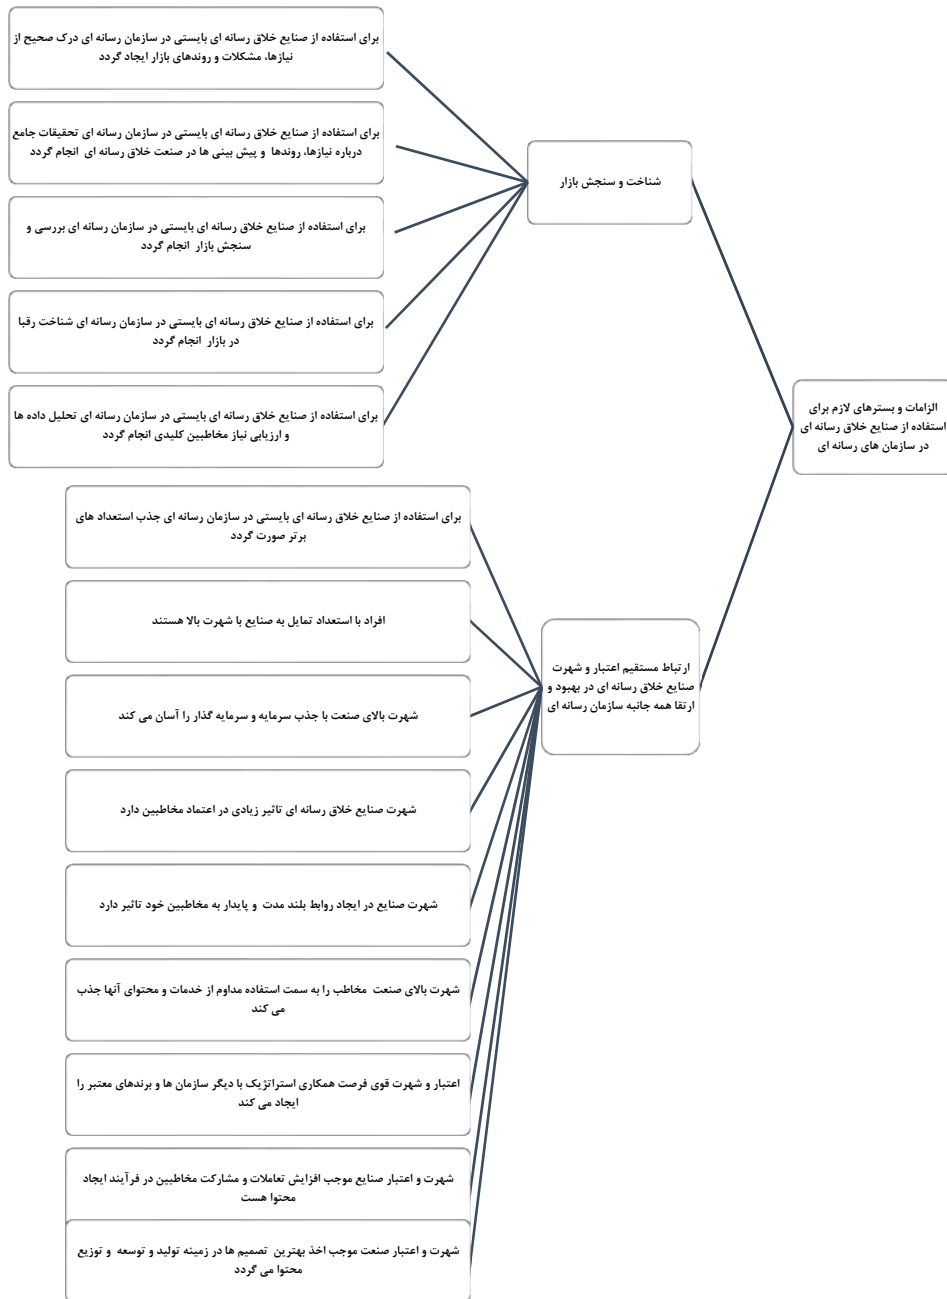 الزامات و بسترهای لازم برای
استفاده از صنایع خلاق رسانه ای
در سازمان های رسانه ای
شناخت و سنجش بازار
برای استفاده از صنایع خلاق رسانه ای بایستی در سازمان رسانه ای درک صحیح از
نیازها، مشکلات و روندهای بازار ایجاد گردد
برای استفاده از صنایع خلاق رسانه ای بایستی در سازمان رسانه ای تحقیقات جامع
درباره نیازها، روندها و پیش بینی ها در صنعت خلاق رسانه ای انجام گردد
برای استفاده از صنایع خلاق رسانه ای بایستی در سازمان رسانه ای بررسی و
سنجش بازار انجام گردد
برای استفاده از صنایع خلاق رسانه ای بایستی در سازمان رسانه ای شناخت رقبا
در بازار انجام گردد
برای استفاده از صنایع خلاق رسانه ای بایستی در سازمان رسانه ای تحلیل داده ها
و ارزیابی نیاز مخاطبین کلیدی انجام گردد
ارتباط مستقیم اعتبار و شهرت
صنایع خلاق رسانه ای در بهبود و
ارتقا همه جانبه سازمان رسانه ای
برای استفاده از صنایع خلاق رسانه ای بایستی در سازمان رسانه ای جذب استعداد های
برتر صورت گردد
افراد با استعداد تمایل به صنایع با شهرت بالا هستند
شهرت بالای صنعت با جذب سرمایه و سرمایه گذار را آسان می کند
شهرت صنایع خلاق رسانه ای تاثیر زیادی در اعتماد مخاطبین دارد
شهرت صنایع در ایجاد روابط بلند مدت و پایدار به مخاطبین خود تاثیر دارد
شهرت بالای صنعت مخاطب را به سمت استفاده مداوم از خدمات و محتوای آنها جذب
می کند
اعتبار و شهرت قوی فرصت همکاری استراتژیک با دیگر سازمان ها و برندهای معتبر را
ایجاد می کند
شهرت و اعتبار صنایع موجب افزایش تعاملات و مشارکت مخاطبین در فرآیند ایجاد
محتوا هست
شهرت و اعتبار صنعت موجب اخذ بهترین تصمیم ها در زمینه تولید و توسعه و توزیع
محتوا می گردد